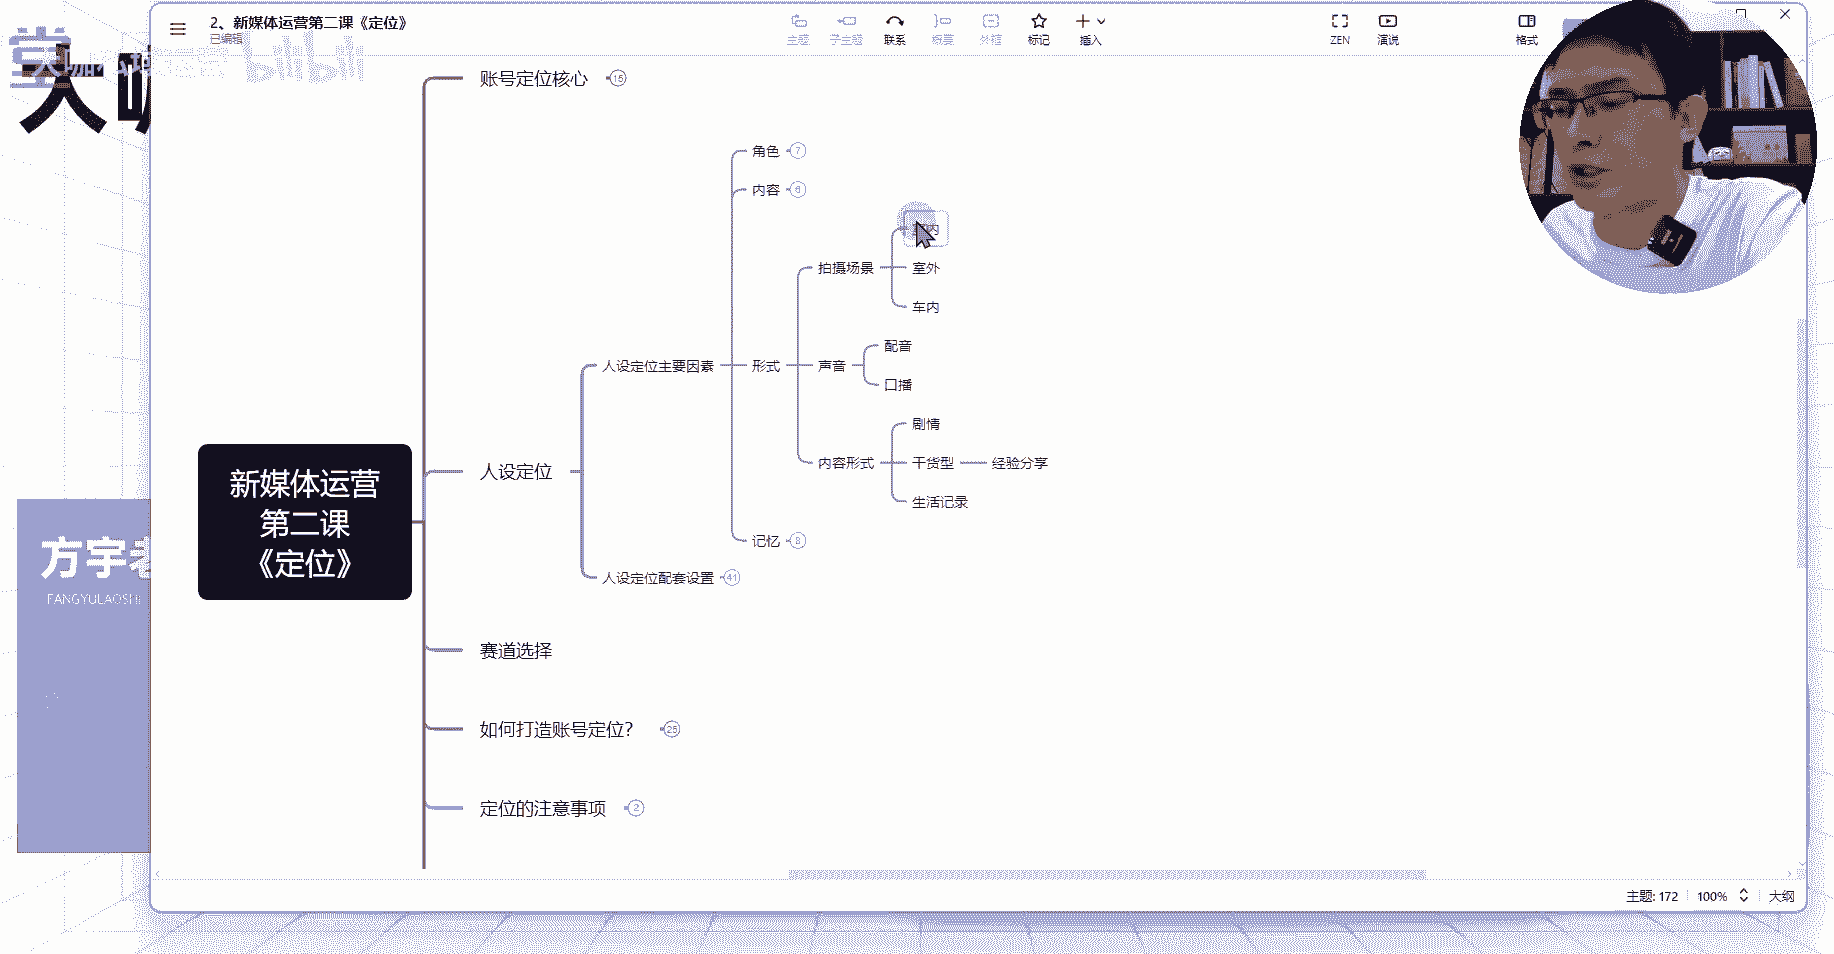 2、新媒体运营第二课《定位》
已编辑
主题
子主题
联系
概要
外框
标记
插入
ZEN
演说
格式
bilibili
账号定位核心
15
角色
7
内容
6
内
拍摄场景
室外
车内
配音
人设定位主要因素
形式
声音
口播
剧情
人设定位
内容形式
干货型
经验分享
新媒体运营
第二课
《定位》
生活记录
记忆
8
方宇老
人设定位配套设置
41
FANGYULAOSHI
赛道选择
如何打造账号定位?
25
定位的注意事项
2
主题: 172
100%
大纲